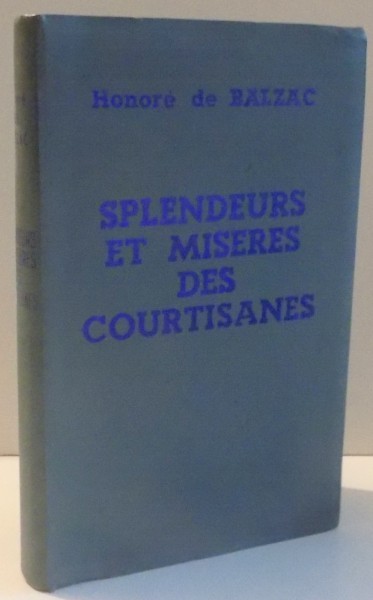 Honoré de BALZAC
SPLENDEURS
ET MISERES
DES
COURTISANES